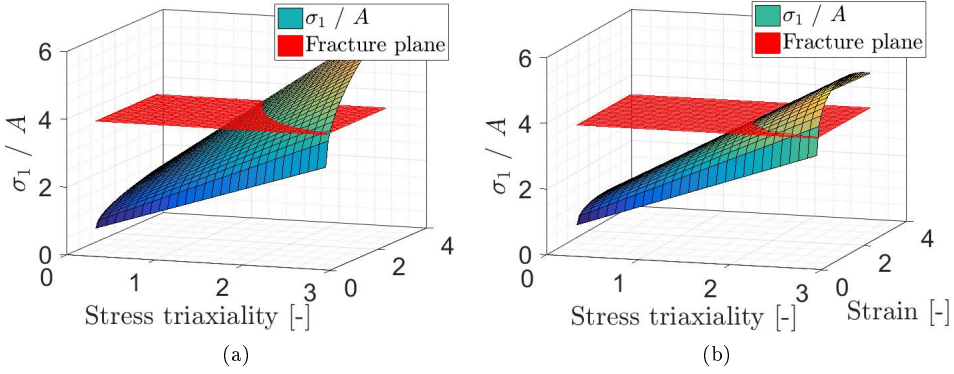 σ₁ / A
Fracture plane
6
4
2
0
σ₁ / A
0
1
2
3
0
2
4
Stress triaxiality [-]
(a)
σ₁ / A
Fracture plane
6
4
2
0
σ₁ / A
0
1
2
3
0
2
4
Stress triaxiality [-]
Strain [-]
(b)